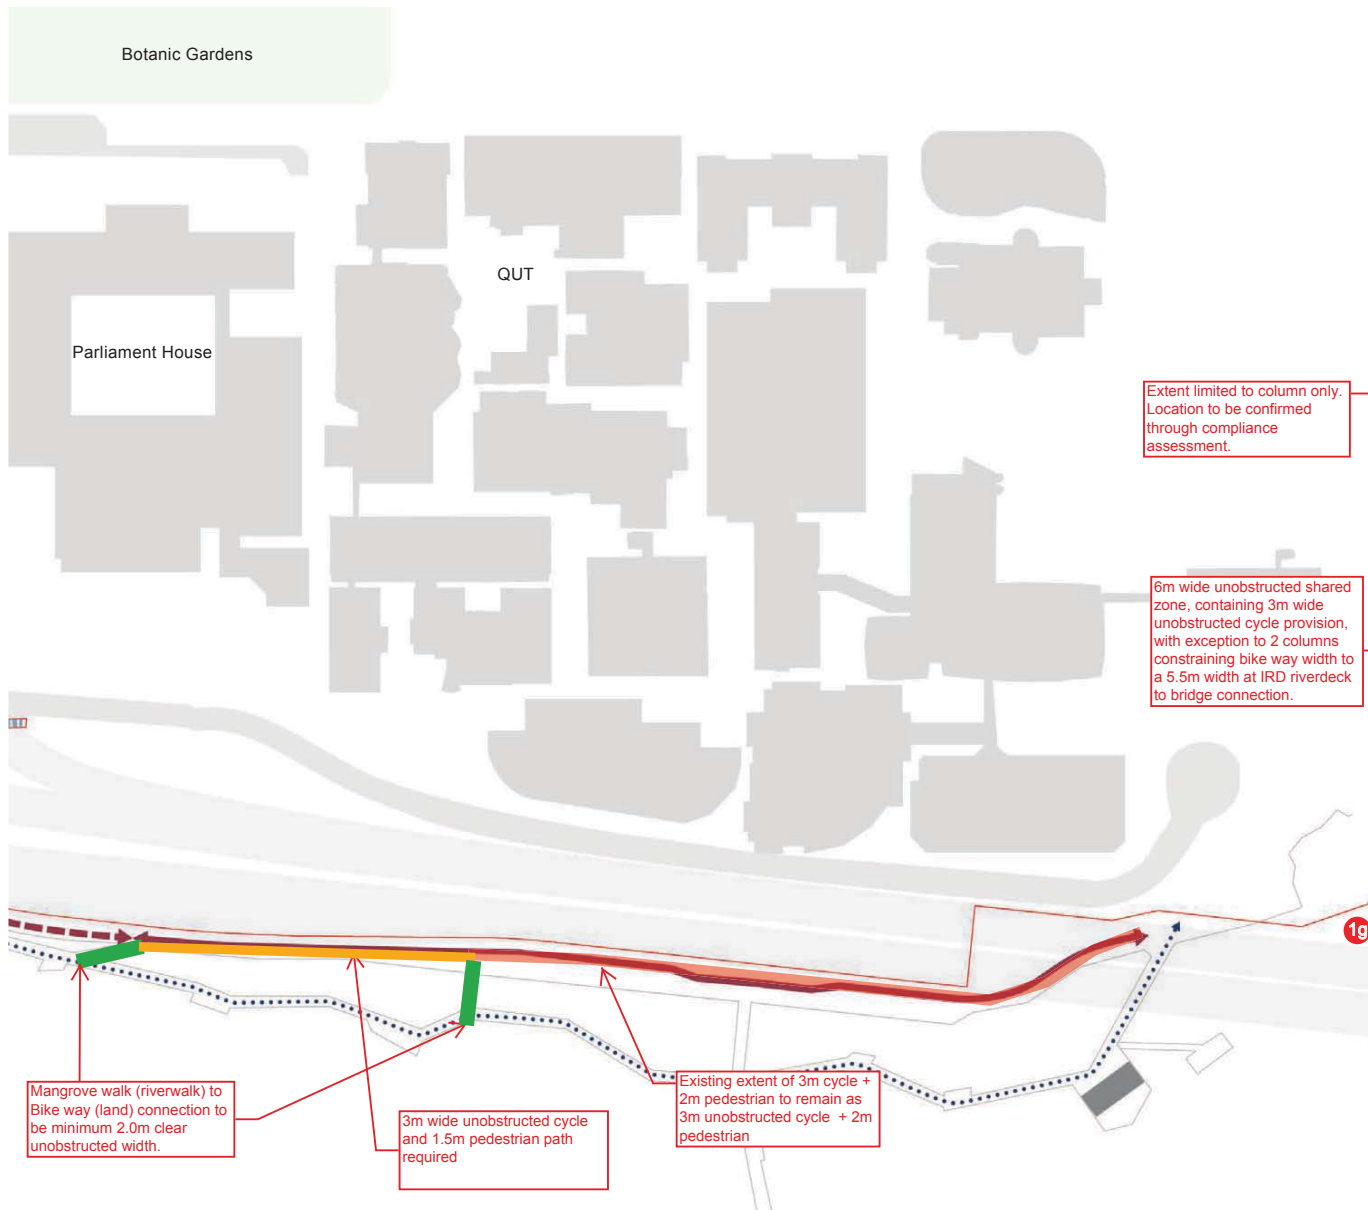 Botanic Gardens
QUT
Parliament House
Extent limited to column only.
Location to be confirmed
through compliance
assessment.
6m wide unobstructed shared
zone, containing 3m wide
unobstructed cycle provision,
with exception to 2 columns
constraining bike way width to
a 5.5m width at IRD riverdeck
to bridge connection.
1g
Mangrove walk (riverwalk) to
Bike way (land) connection to
be minimum 2.0m clear
unobstructed width.
3m wide unobstructed cycle
and 1.5m pedestrian path
required
Existing extent of 3m cycle +
2m pedestrian to remain as
3m unobstructed cycle + 2m
pedestrian